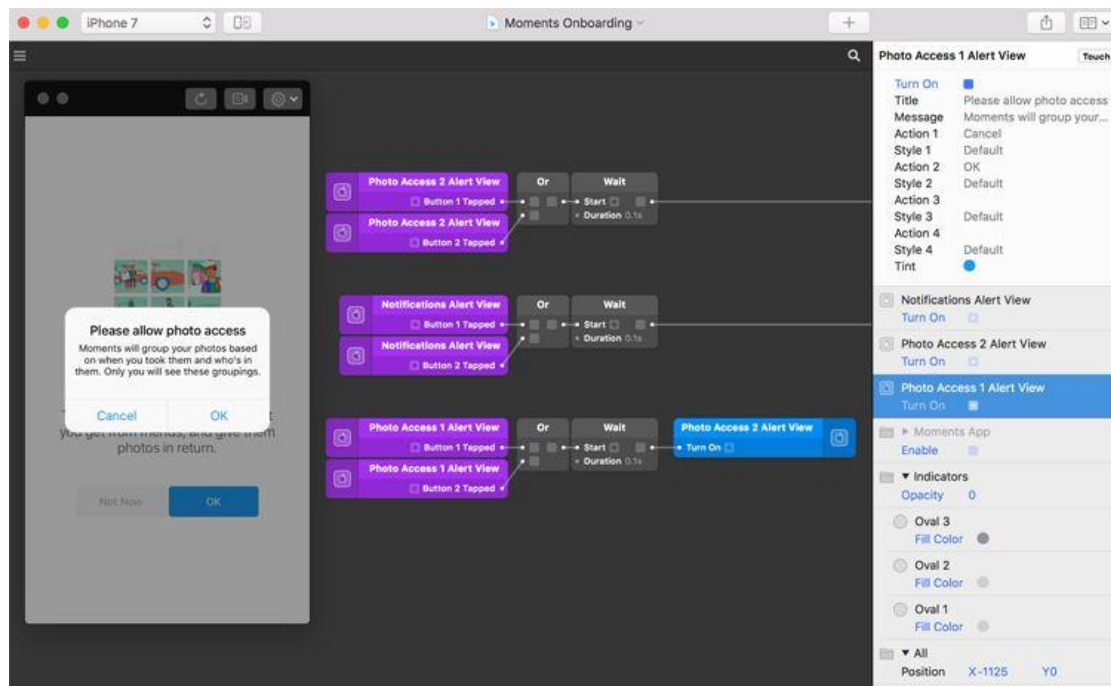 iPhone 7
Moments Onboarding
Please allow photo access
Moments will group your photos based
on when you took them and who's in
them. Only you will see these groupings.
Cancel OK
you get from friends, and give them
photos in return.
Not Now OK
Photo Access 2 Alert View Or Wait
Button 1 Tapped Start
Photo Access 2 Alert View Duration 0.1s
Button 2 Tapped
Notifications Alert View Or Wait
Button 1 Tapped Start
Notifications Alert View Duration 0.1s
Button 2 Tapped
Photo Access 1 Alert View Or Wait Photo Access 2 Alert View
Button 1 Tapped Start Turn On
Photo Access 1 Alert View Duration 0.1s
Button 2 Tapped
Photo Access 1 Alert View Touch
Turn On
Title Please allow photo access
Message Moments will group your...
Action 1 Cancel
Style 1 Default
Action 2 OK
Style 2 Default
Action 3
Style 3 Default
Action 4
Style 4 Default
Tint
Notifications Alert View
Turn On
Photo Access 2 Alert View
Turn On
Photo Access 1 Alert View
Turn On
Moments App
Enable
Indicators
Opacity 0
Oval 3
Fill Color
Oval 2
Fill Color
Oval 1
Fill Color
All
Position X-1125 Y0